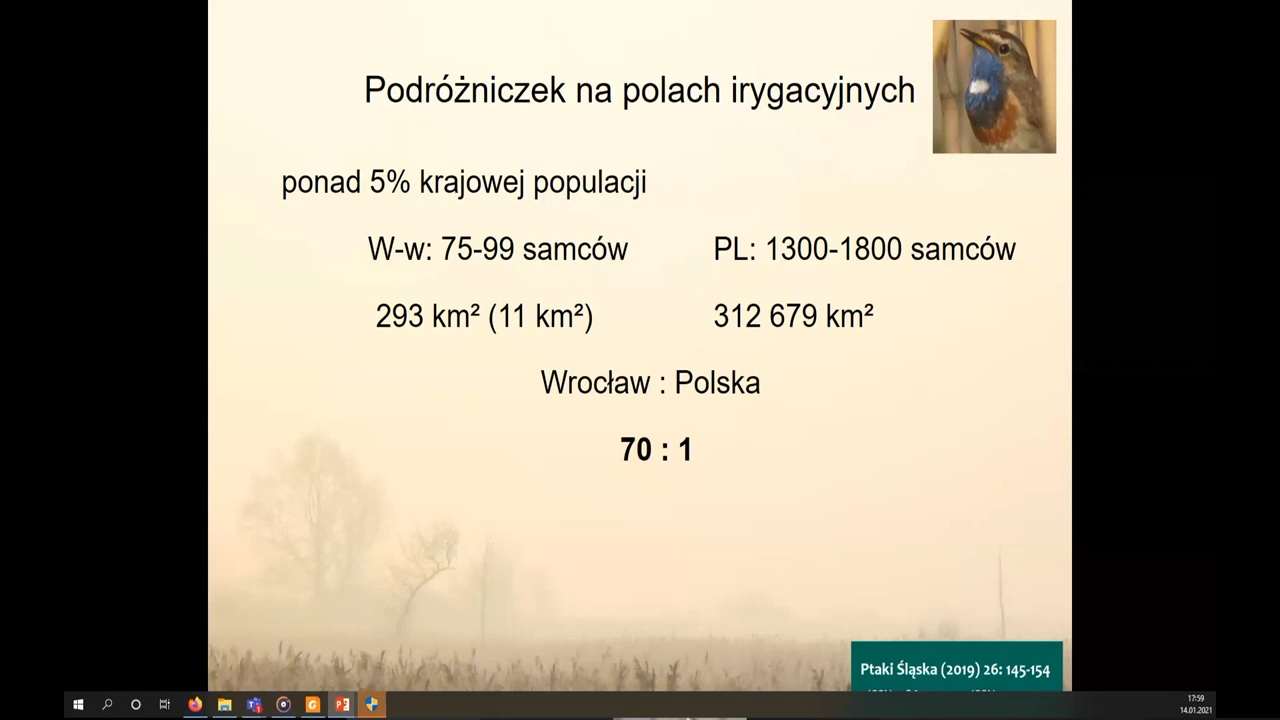 Podróżniczek na polach irygacyjnych
ponad 5% krajowej populacji
W-w: 75-99 samców PL: 1300-1800 samców
293 km² (11 km²) 312 679 km²
Wrocław : Polska
70 : 1
Ptaki Śląska (2019) 26: 145-154
17:59
14.01.2021